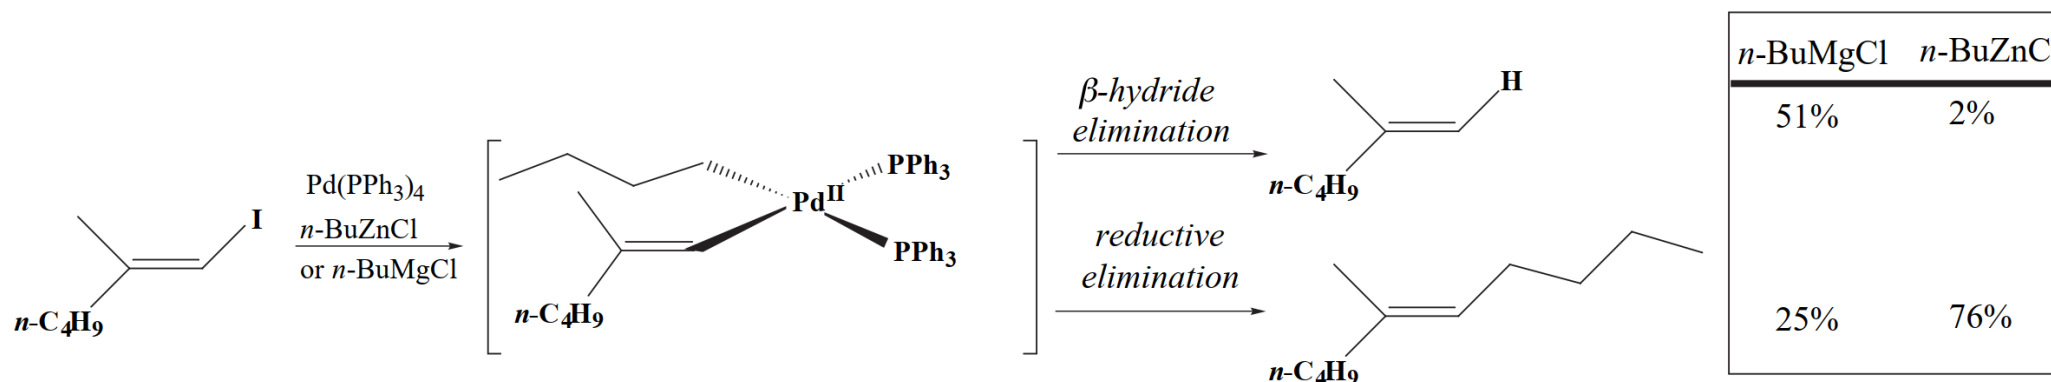 I
n-C4H9
Pd(PPh3)4
n-BuZnCl
or n-BuMgCl
n-C4H9
PdII
PPh3
PPh3
β-hydride
elimination
reductive
elimination
H
n-C4H9
n-C4H9
n-BuMgCl n-BuZnC
51% 2%
25% 76%